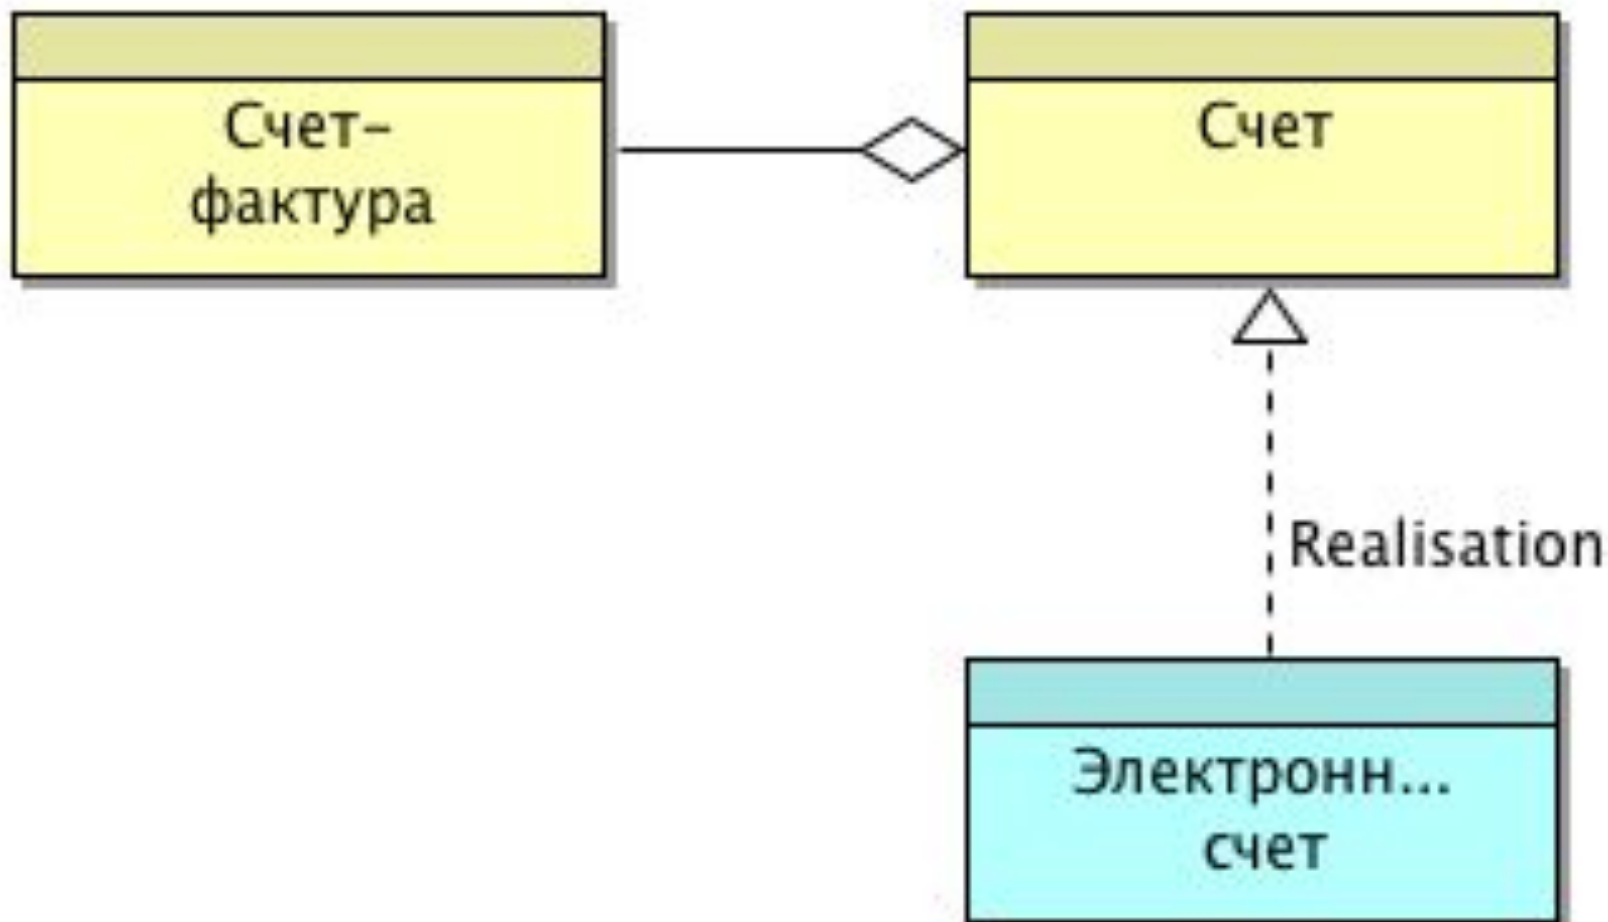 Счет-
фактура
Счет
Realisation
Электронн...
счет